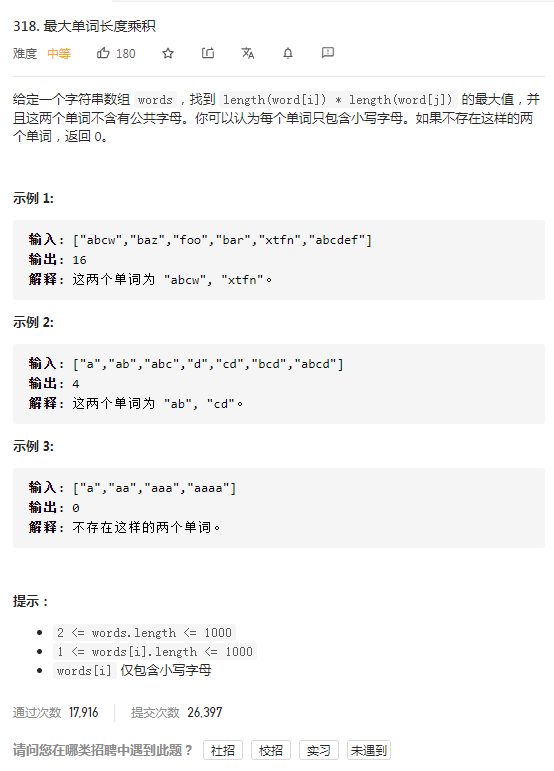 318. 最大单词长度乘积
难度 中等 180
给定一个字符串数组 words，找到 length(word[i]) * length(word[j]) 的最大值，并
且这两个单词不含有公共字母。你可以认为每个单词只包含小写字母。如果不存在这样的两
个单词，返回 0。
示例 1:
输入: ["abcw","baz","foo","bar","xtfn","abcdef"]
输出: 16
解释: 这两个单词为 "abcw", "xtfn"。
示例 2:
输入: ["a","ab","abc","d","cd","bcd","abcd"]
输出: 4
解释: 这两个单词为 "ab", "cd"。
示例 3:
输入: ["a","aa","aaa","aaaa"]
输出: 0
解释: 不存在这样的两个单词。
提示：
2 <= words.length <= 1000
1 <= words[i].length <= 1000
words[i] 仅包含小写字母
通过次数 17,916 提交次数 26,397
请问您在哪类招聘中遇到此题？ 社招 校招 实习 未遇到